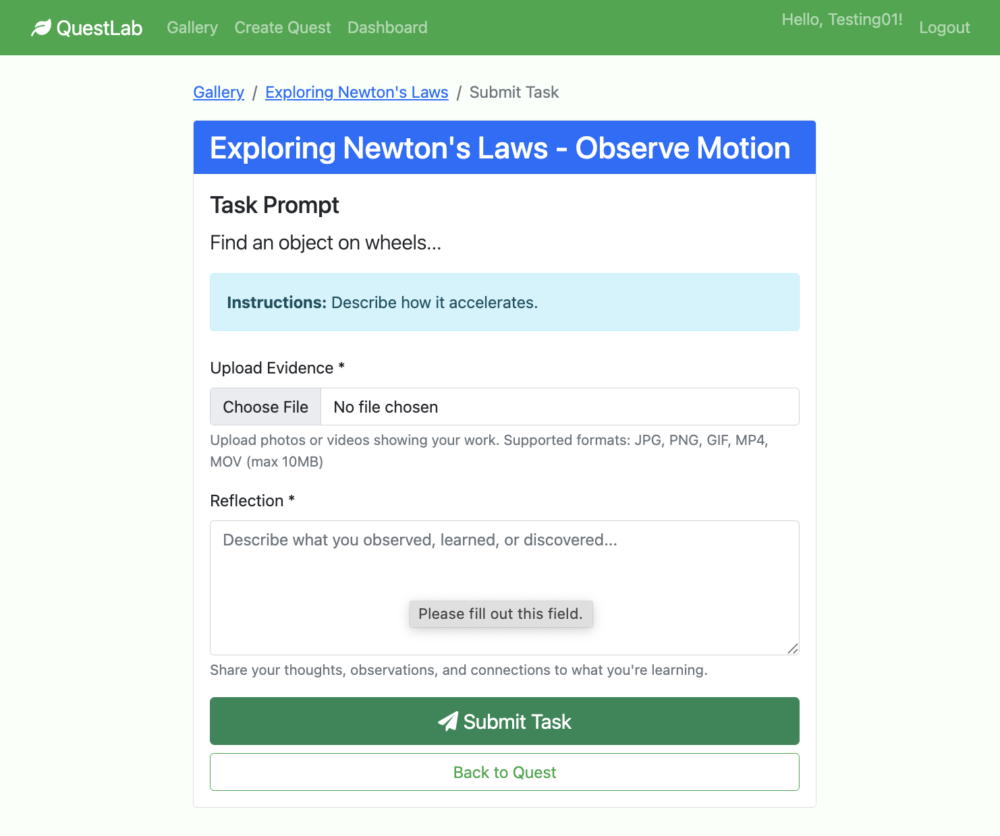 QuestLab Gallery Create Quest Dashboard Hello, Testing01! Logout
Gallery / Exploring Newton's Laws / Submit Task
Exploring Newton's Laws - Observe Motion
Task Prompt
Find an object on wheels...
Instructions: Describe how it accelerates.
Upload Evidence *
Choose File No file chosen
Upload photos or videos showing your work. Supported formats: JPG, PNG, GIF, MP4,
MOV (max 10MB)
Reflection *
Describe what you observed, learned, or discovered...
Please fill out this field.
Share your thoughts, observations, and connections to what you're learning.
Submit Task
Back to Quest